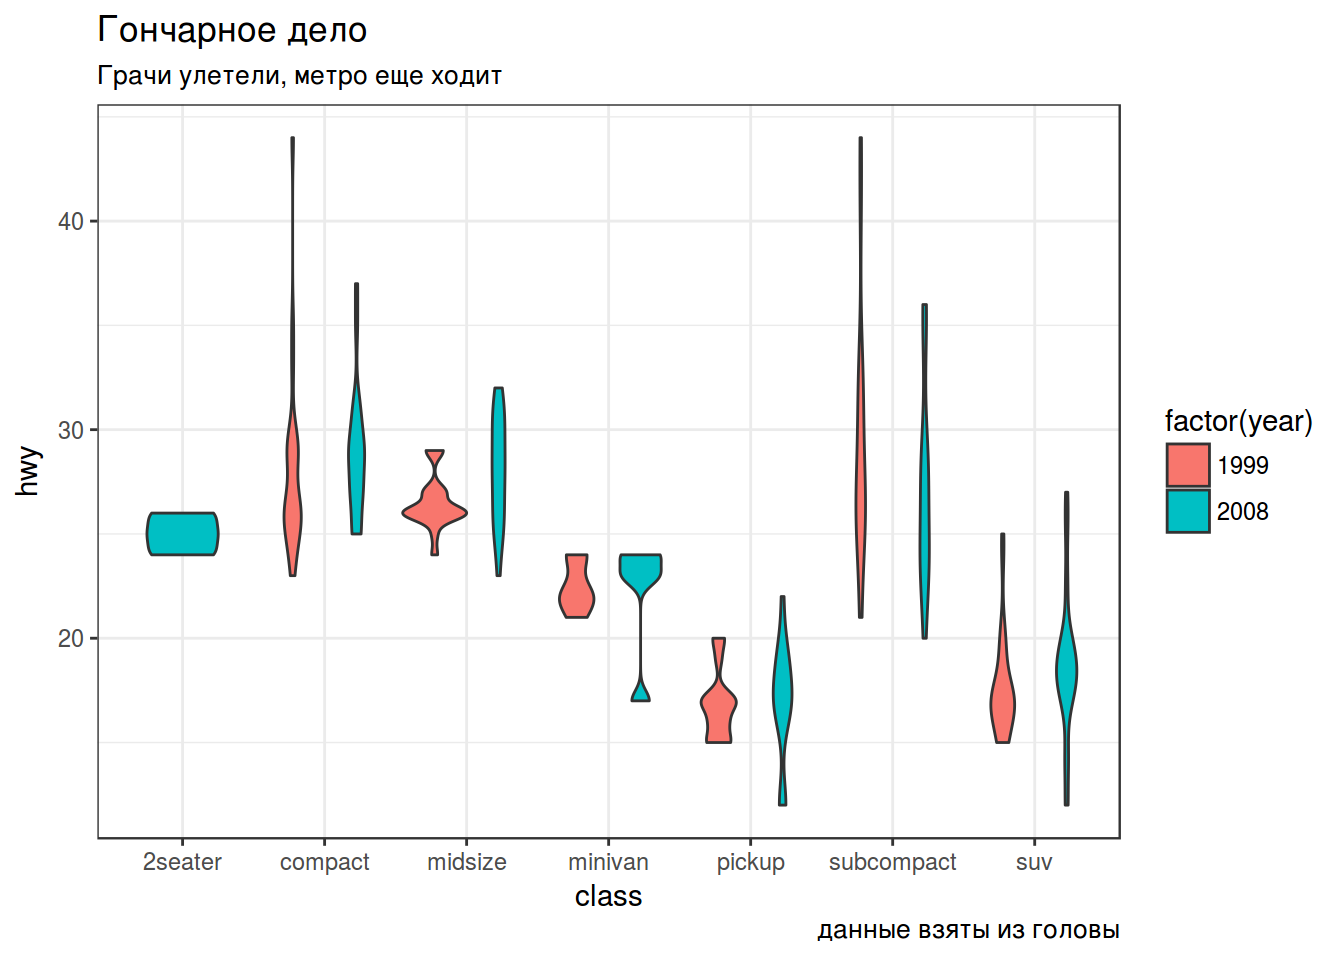 Гончарное дело
Грачи улетели, метро еще ходит
40
30
20
hwy
2seater compact midsize minivan pickup subcompact suv
class
factor(year)
1999
2008
данные взяты из головы